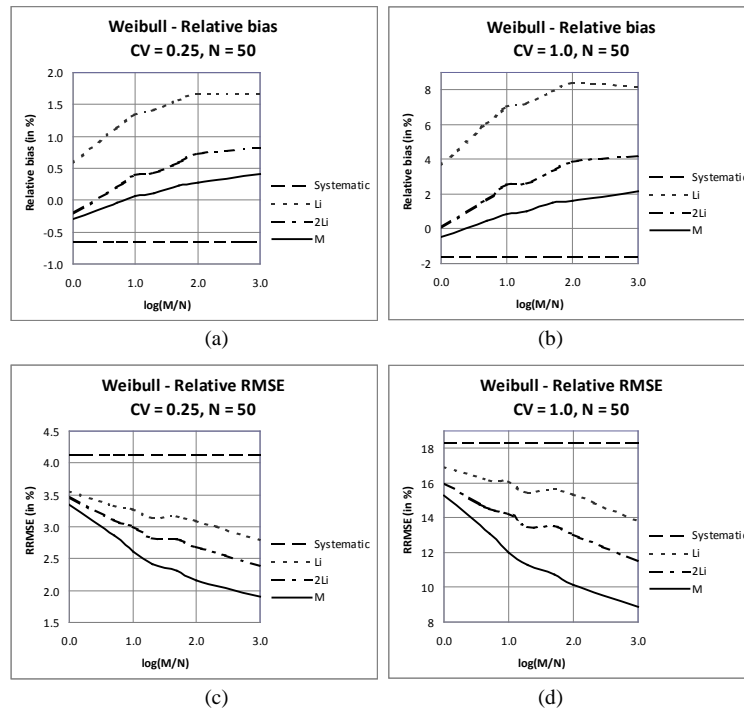 Weibull - Relative bias
CV = 0.25, N = 50
Relative bias (in %)
2.0
1.5
1.0
0.5
0.0
-0.5
-1.0
0.0 1.0 2.0 3.0
log(M/N)
Systematic
Li
2Li
M
(a)
Weibull - Relative bias
CV = 1.0, N = 50
Relative bias (in %)
8
6
4
2
0
-2
0.0 1.0 2.0 3.0
log(M/N)
Systematic
Li
2Li
M
(b)
Weibull - Relative RMSE
CV = 0.25, N = 50
RRMSE (in %)
4.5
4.0
3.5
3.0
2.5
2.0
1.5
0.0 1.0 2.0 3.0
log(M/N)
Systematic
Li
2Li
M
(c)
Weibull - Relative RMSE
CV = 1.0, N = 50
RRMSE (in %)
18
16
14
12
10
8
0.0 1.0 2.0 3.0
log(M/N)
Systematic
Li
2Li
M
(d)